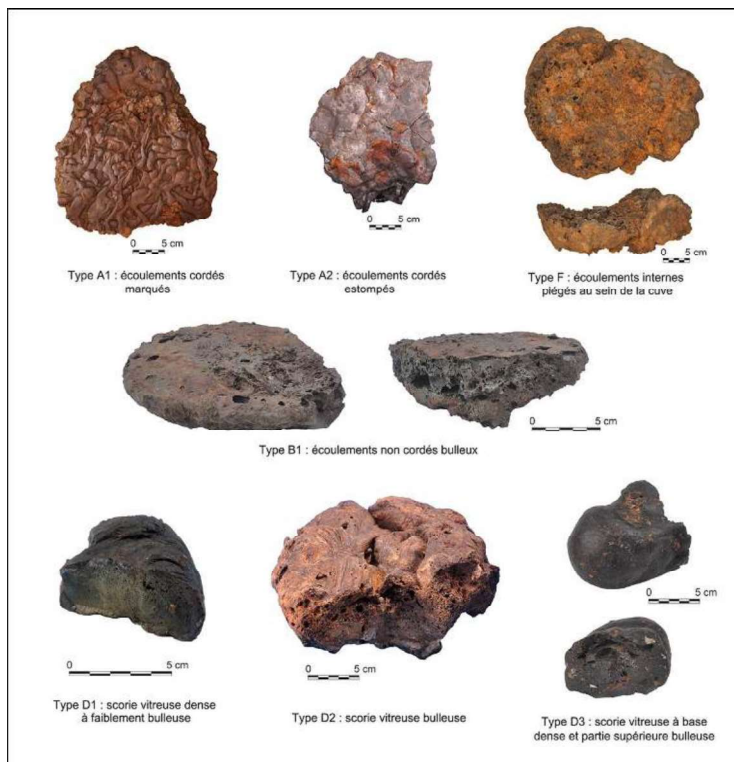 0 5 cm
0 5 cm
0 5 cm
Type A1 : écoulements cordés
marqués
Type A2 : écoulements cordés
estompés
Type F : écoulements internes
piégés au sein de la cuve
0 5 cm
Type B1 : écoulements non cordés bulleux
0 5 cm
0 5 cm
0 5 cm
Type D1 : scorie vitreuse dense
à faiblement bulleuse
Type D2 : scorie vitreuse bulleuse
Type D3 : scorie vitreuse à base
dense et partie supérieure bulleuse